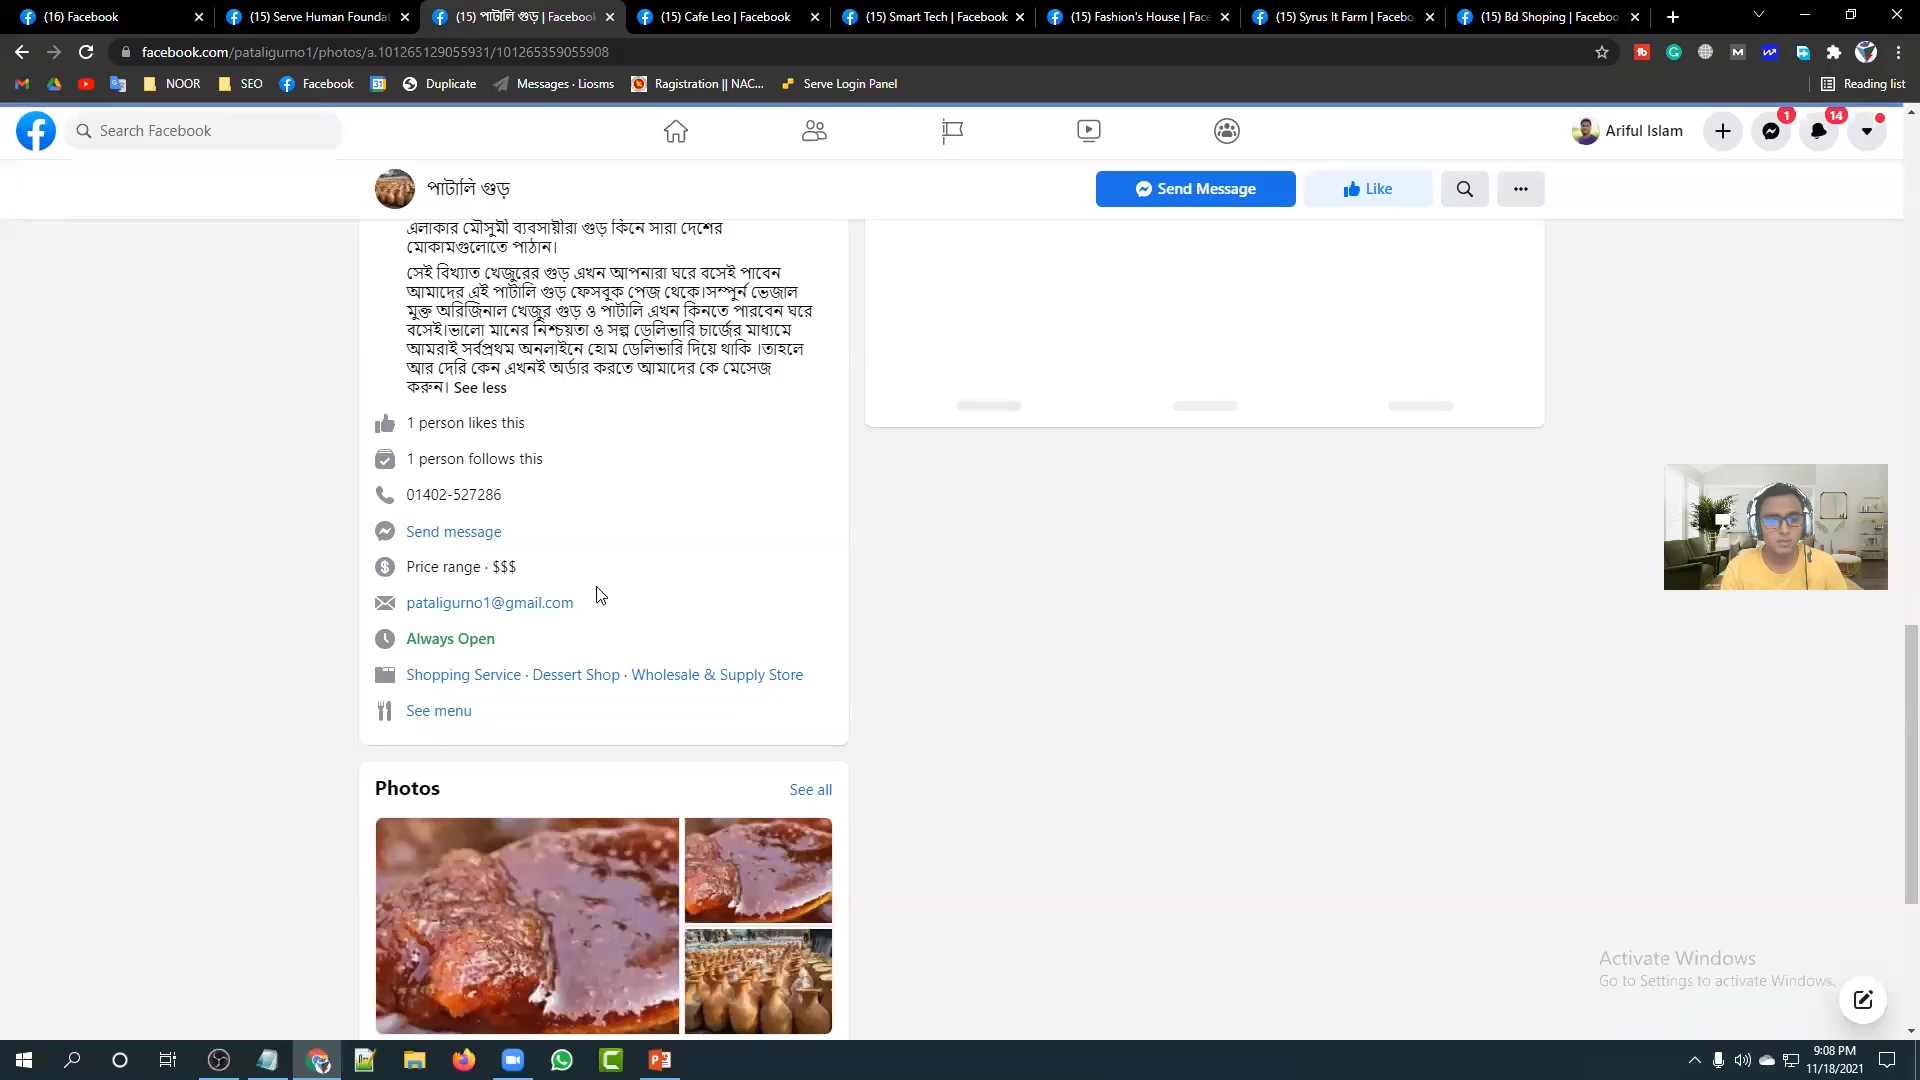 (16) Facebook
(15) Serve Human Foundat
(15) পাটালি গুড় | Facebook
(15) Cafe Leo | Facebook
(15) Smart Tech | Facebook
(15) Fashion's House | Face
(15) Syrus It Farm | Facebo
(15) Bd Shoping | Facebook
facebook.com/pataligurno1/photos/a.101265129055931/101265359055908
NOOR
SEO
Facebook
Duplicate
Messages · Liosms
Ragistration || NAC...
Serve Login Panel
Reading list
Search Facebook
Ariful Islam
1
14
পাটালি গুড়
Send Message
Like
এলাকার মৌসুমী ব্যবসায়ীরা গুড় কিনে সারা দেশের
মোকামগুলোতে পাঠান।
সেই বিখ্যাত খেজুরের গুড় এখন আপনারা ঘরে বসেই পাবেন
আমাদের এই পাটালি গুড় ফেসবুক পেজ থেকে।সম্পুর্ন ভেজাল
মুক্ত অরিজিনাল খেজুর গুড় ও পাটালি এখন কিনতে পারবেন ঘরে
বসেই।ভালো মানের নিশ্চয়তা ও সল্প ডেলিভারি চার্জের মাধ্যমে
আমরাই সর্বপ্রথম অনলাইনে হোম ডেলিভারি দিয়ে থাকি ।তাহলে
আর দেরি কেন এখনই অর্ডার করতে আমাদের কে মেসেজ
করুন। See less
1 person likes this
1 person follows this
01402-527286
Send message
Price range · $$$
pataligurno1@gmail.com
Always Open
Shopping Service · Dessert Shop · Wholesale & Supply Store
See menu
Photos
See all
Activate Windows
Go to Settings to activate Windows.
9:08 PM
11/18/2021